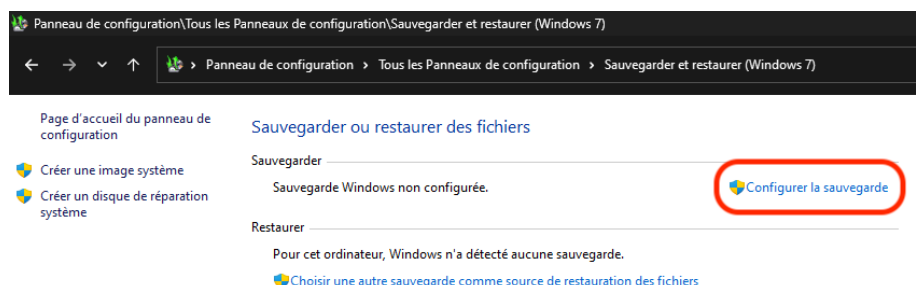 Panneau de configuration\Tous les Panneaux de configuration\Sauvegarder et restaurer (Windows 7)
Panneau de configuration > Tous les Panneaux de configuration > Sauvegarder et restaurer (Windows 7)
Page d'accueil du panneau de
configuration
Créer une image système
Créer un disque de réparation
système
Sauvegarder ou restaurer des fichiers
Sauvegarder
Sauvegarde Windows non configurée.
Configurer la sauvegarde
Restaurer
Pour cet ordinateur, Windows n'a détecté aucune sauvegarde.
Choisir une autre sauvegarde comme source de restauration des fichiers